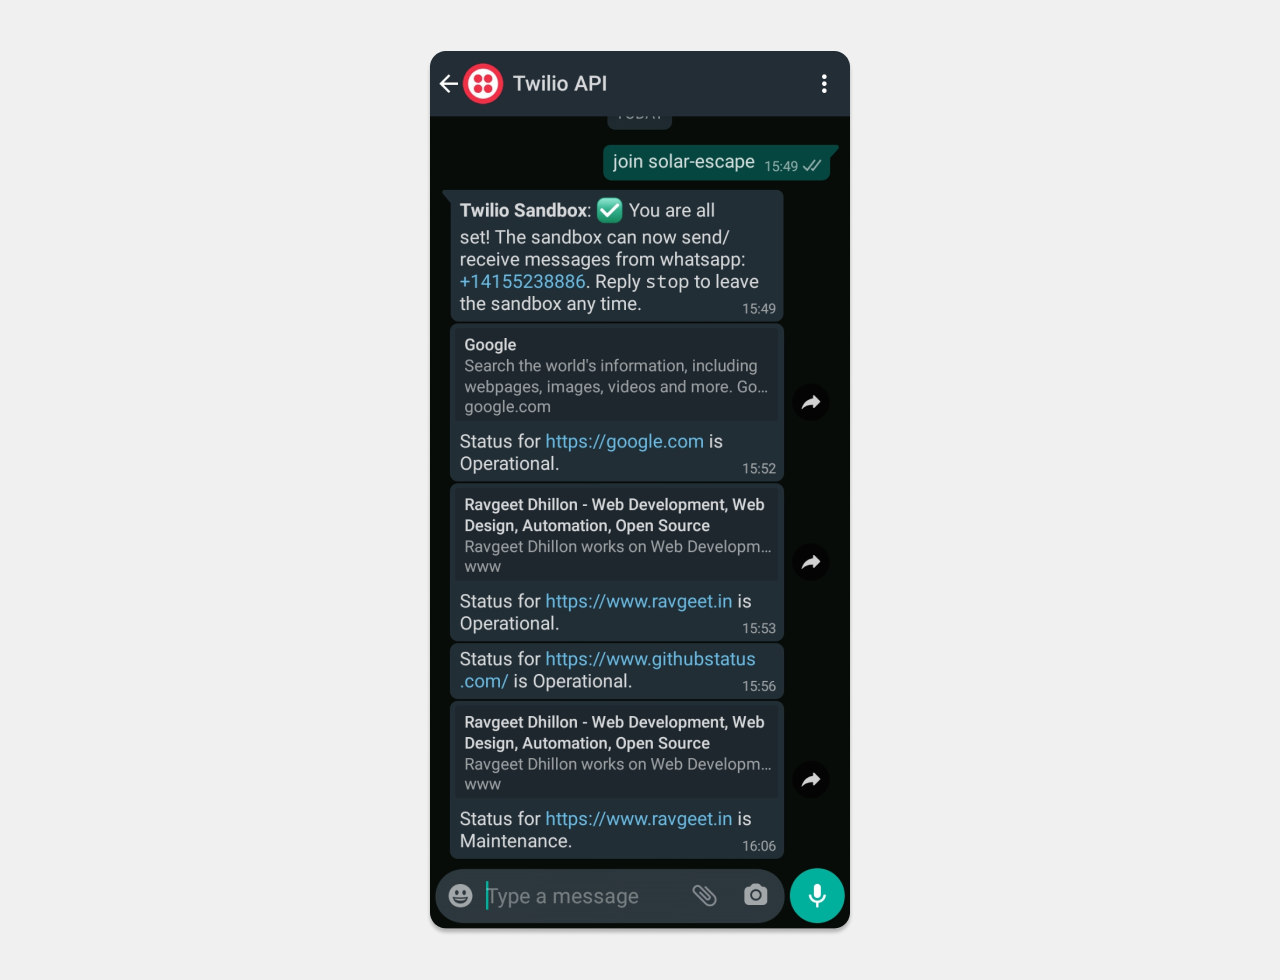 Twilio API
TODAY
join solar-escape 15:49
Twilio Sandbox: ✅ You are all
set! The sandbox can now send/
receive messages from whatsapp:
+14155238886. Reply stop to leave
the sandbox any time. 15:49
Google
Search the world's information, including
webpages, images, videos and more. Go...
google.com
Status for https://google.com is
Operational. 15:52
Ravgeet Dhillon - Web Development, Web
Design, Automation, Open Source
Ravgeet Dhillon works on Web Developm...
www
Status for https://www.ravgeet.in is
Operational. 15:53
Status for https://www.githubstatus
.com/ is Operational. 15:56
Ravgeet Dhillon - Web Development, Web
Design, Automation, Open Source
Ravgeet Dhillon works on Web Developm...
www
Status for https://www.ravgeet.in is
Maintenance. 16:06
Type a message